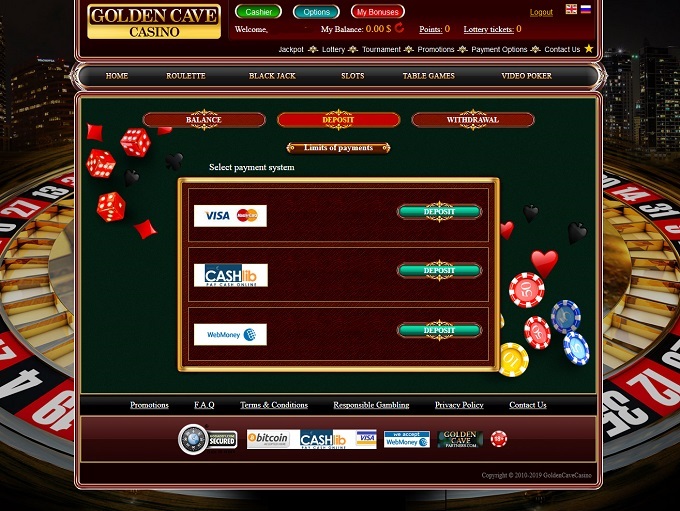 GOLDEN CAVE
CASINO
Cashier Options My Bonuses Logout
Welcome, My Balance: 0.00 $ Points: 0 Lottery tickets: 0
Jackpot Lottery Tournament Promotions Payment Options Contact Us
HOME ROULETTE BLACK JACK SLOTS TABLE GAMES VIDEO POKER
BALANCE DEPOSIT WITHDRAWAL
Limits of payments
Select payment system
VISA MasterCard DEPOSIT
CASHlib DEPOSIT
PAY CASH ONLINE
WebMoney DEPOSIT
Promotions F.A.Q Terms & Conditions Responsible Gambling Privacy Policy Contact Us
SECURED bitcoin CASHlib VISA we accept WebMoney GOLDEN CAVE PARTNERS.COM 18+
PAY CASH ONLINE
Copyright © 2010-2019 GoldenCaveCasino